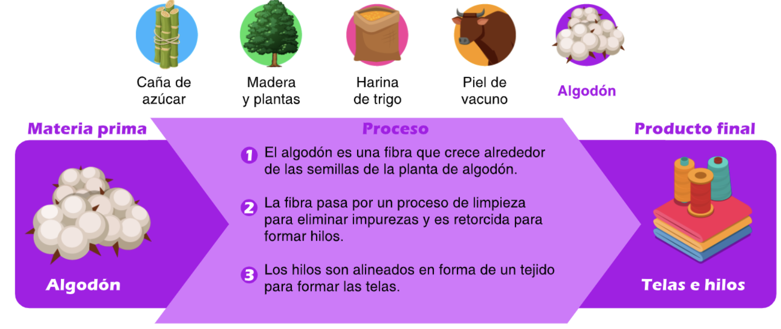 Caña de
azúcar
Madera
y plantas
Harina
de trigo
Piel de
vacuno
Algodón
Materia prima
Proceso
Producto final
1 El algodón es una fibra que crece alrededor
de las semillas de la planta de algodón.
2 La fibra pasa por un proceso de limpieza
para eliminar impurezas y es retorcida para
formar hilos.
3 Los hilos son alineados en forma de un tejido
para formar las telas.
Algodón
Telas e hilos